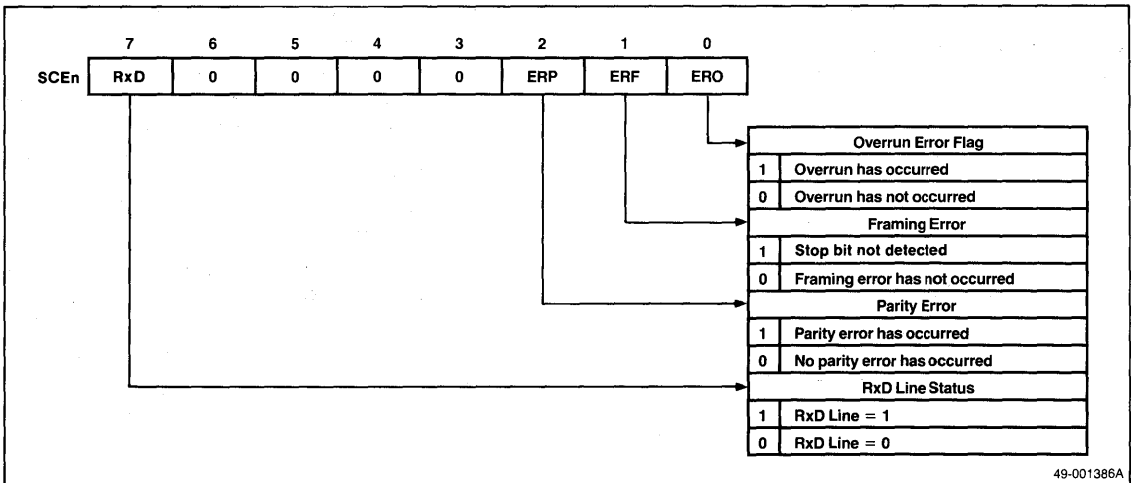 7 6 5 4 3 2 1 0
SCEn RxD 0 0 0 0 ERP ERF ERO
Overrun Error Flag
1 Overrun has occurred
0 Overrun has not occurred
Framing Error
1 Stop bit not detected
0 Framing error has not occurred
Parity Error
1 Parity error has occurred
0 No parity error has occurred
RxD Line Status
1 RxD Line = 1
0 RxD Line = 0
49-001386A